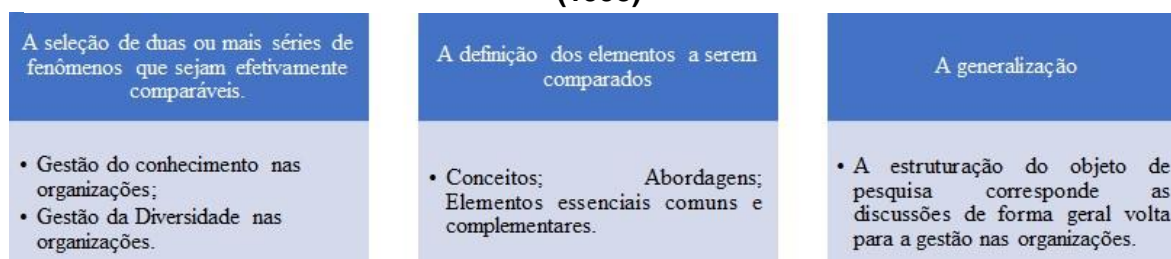 A seleção de duas ou mais séries de
fenômenos que sejam efetivamente
comparáveis.
• Gestão do conhecimento nas
organizações;
• Gestão da Diversidade nas
organizações.
A definição dos elementos a serem
comparados
• Conceitos; Abordagens;
Elementos essenciais comuns e
complementares.
A generalização
• A estruturação do objeto de
pesquisa corresponde as
discussões de forma geral volta
para a gestão nas organizações.